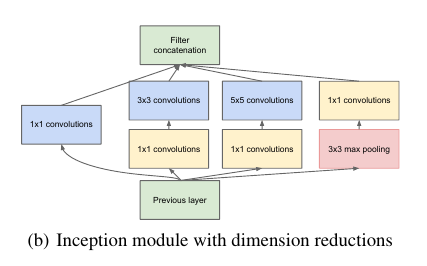 Filter
concatenation
3x3 convolutions
5x5 convolutions
1x1 convolutions
1x1 convolutions
1x1 convolutions
1x1 convolutions
3x3 max pooling
Previous layer
(b) Inception module with dimension reductions